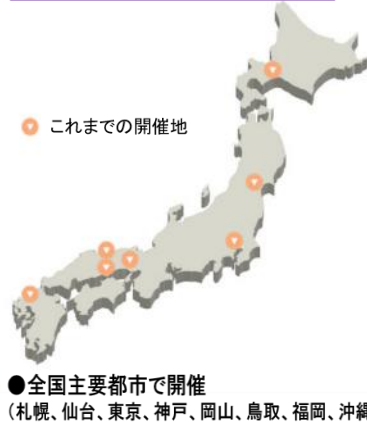 これまでの開催地
●全国主要都市で開催
(札幌、仙台、東京、神戸、岡山、鳥取、福岡、沖縄